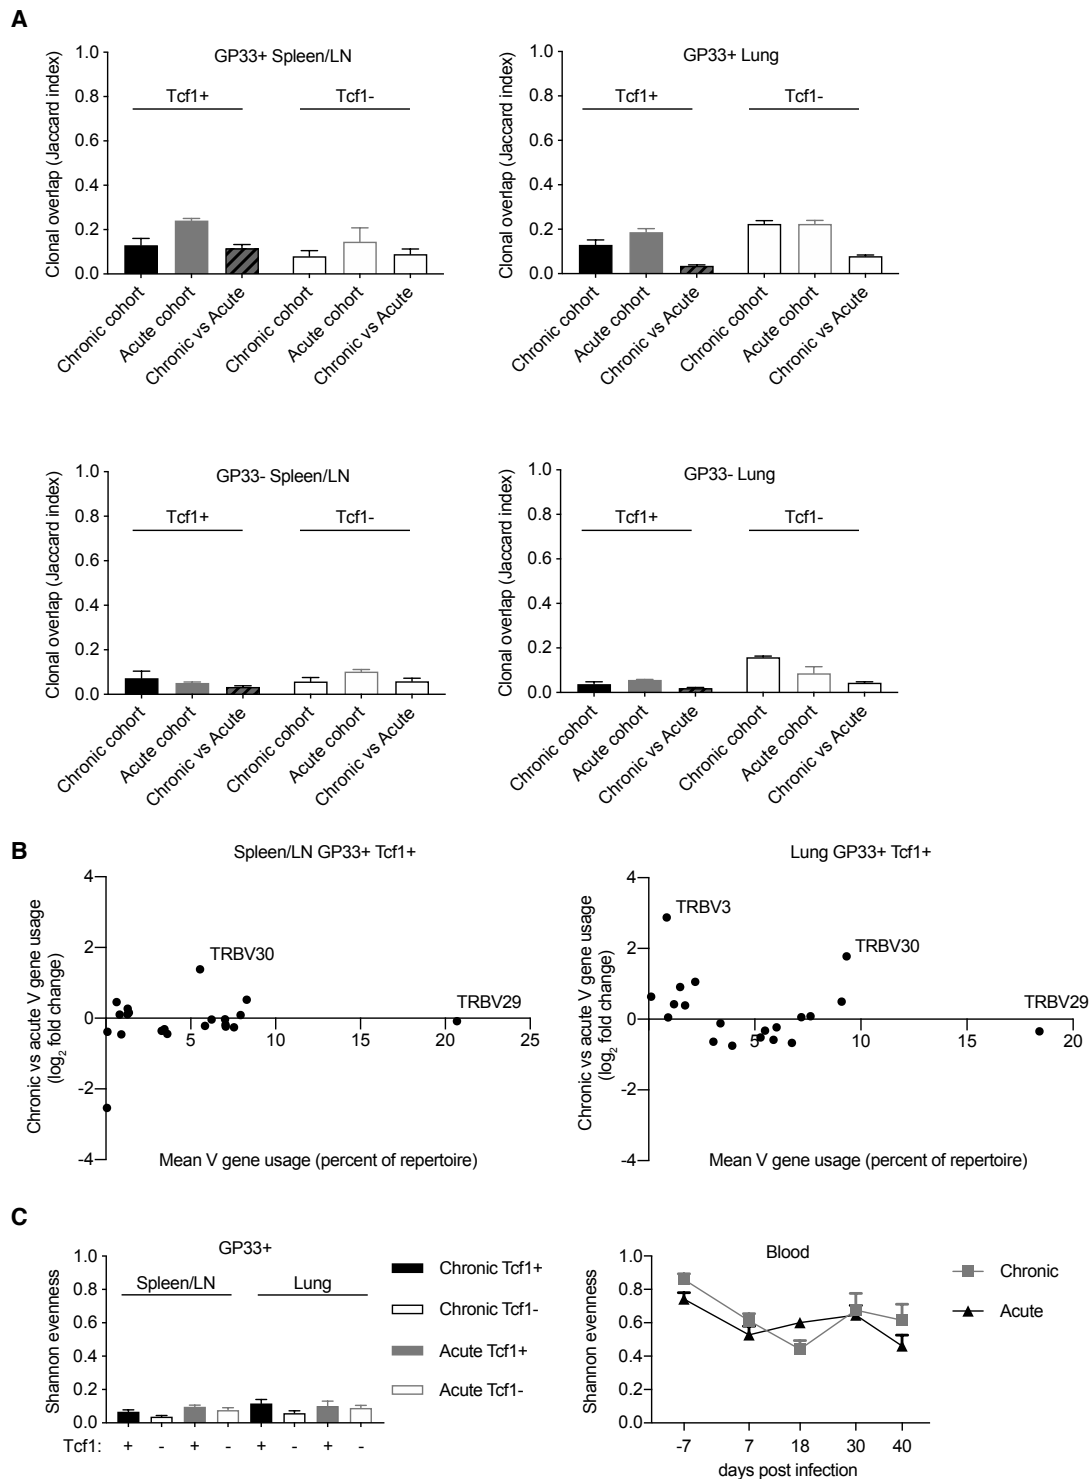 A
GP33+ Spleen/LN
Tcf1+
Tcf1-
Clonal overlap (Jaccard index)
1.0
0.8
0.6
0.4
0.2
0.0
Chronic cohort
Acute cohort
Chronic vs Acute
Chronic cohort
Acute cohort
Chronic vs Acute
GP33+ Lung
Tcf1+
Tcf1-
Clonal overlap (Jaccard index)
1.0
0.8
0.6
0.4
0.2
0.0
Chronic cohort
Acute cohort
Chronic vs Acute
Chronic cohort
Acute cohort
Chronic vs Acute
GP33- Spleen/LN
Tcf1+
Tcf1-
Clonal overlap (Jaccard index)
1.0
0.8
0.6
0.4
0.2
0.0
Chronic cohort
Acute cohort
Chronic vs Acute
Chronic cohort
Acute cohort
Chronic vs Acute
GP33- Lung
Tcf1+
Tcf1-
Clonal overlap (Jaccard index)
1.0
0.8
0.6
0.4
0.2
0.0
Chronic cohort
Acute cohort
Chronic vs Acute
Chronic cohort
Acute cohort
Chronic vs Acute
B
Spleen/LN GP33+ Tcf1+
Chronic vs acute V gene usage
(log2 fold change)
4
2
0
-2
-4
TRBV30
TRBV29
5
10
15
20
25
Mean V gene usage (percent of repertoire)
Lung GP33+ Tcf1+
Chronic vs acute V gene usage
(log2 fold change)
4
2
0
-2
-4
TRBV3
TRBV30
TRBV29
5
10
15
20
Mean V gene usage (percent of repertoire)
C
GP33+
Spleen/LN
Lung
Shannon evenness
1.0
0.8
0.6
0.4
0.2
0.0
Tcf1: + - + - + - + -
Chronic Tcf1+
Chronic Tcf1-
Acute Tcf1+
Acute Tcf1-
Blood
Shannon evenness
1.0
0.8
0.6
0.4
0.2
0.0
-7 7 18 30 40
days post infection
Chronic
Acute